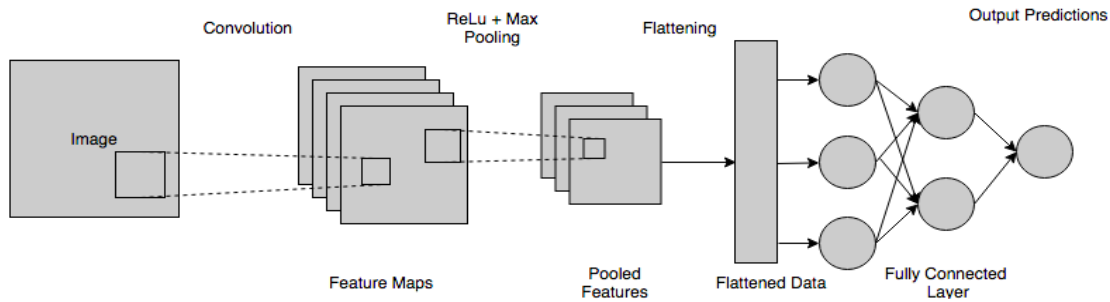 Convolution
ReLu + Max
Pooling
Flattening
Output Predictions
Image
Feature Maps
Pooled
Features
Flattened Data
Fully Connected
Layer